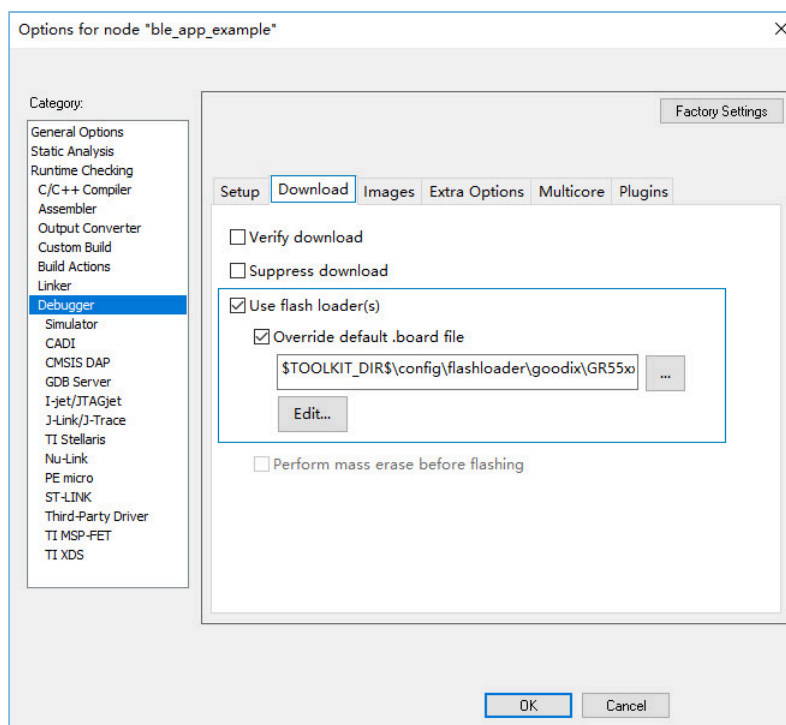 Options for node "ble_app_example"
Category:
General Options
Static Analysis
Runtime Checking
C/C++ Compiler
Assembler
Output Converter
Custom Build
Build Actions
Linker
Debugger
Simulator
CADI
CMSIS DAP
GDB Server
I-jet/JTAGjet
J-Link/J-Trace
TI Stellaris
Nu-Link
PE micro
ST-LINK
Third-Party Driver
TI MSP-FET
TI XDS
Factory Settings
Setup Download Images Extra Options Multicore Plugins
Verify download
Suppress download
Use flash loader(s)
Override default .board file
$TOOLKIT_DIR$\config\flashloader\goodix\GR55x
...
Edit...
Perform mass erase before flashing
OK Cancel